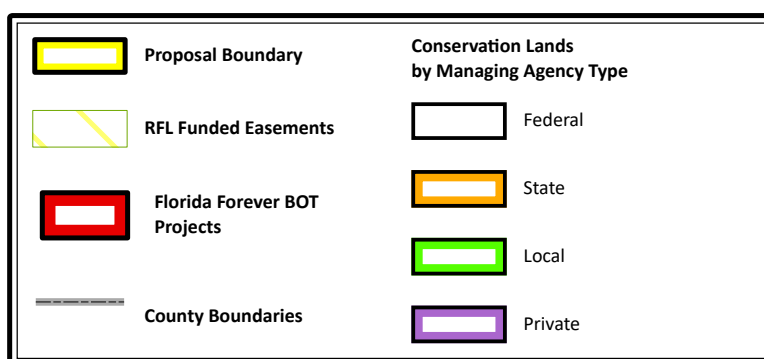 Proposal Boundary
RFL Funded Easements
Florida Forever BOT
Projects
County Boundaries
Conservation Lands
by Managing Agency Type
Federal
State
Local
Private